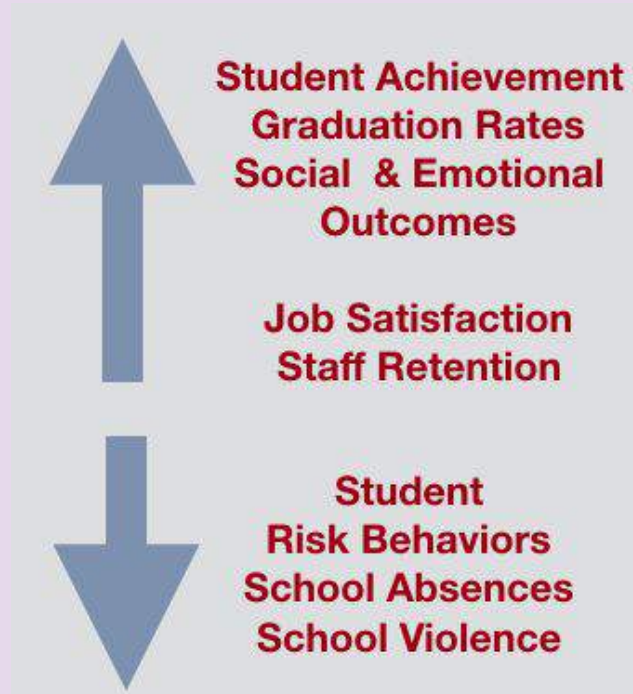 Student Achievement
Graduation Rates
Social & Emotional
Outcomes
Job Satisfaction
Staff Retention
Student
Risk Behaviors
School Absences
School Violence